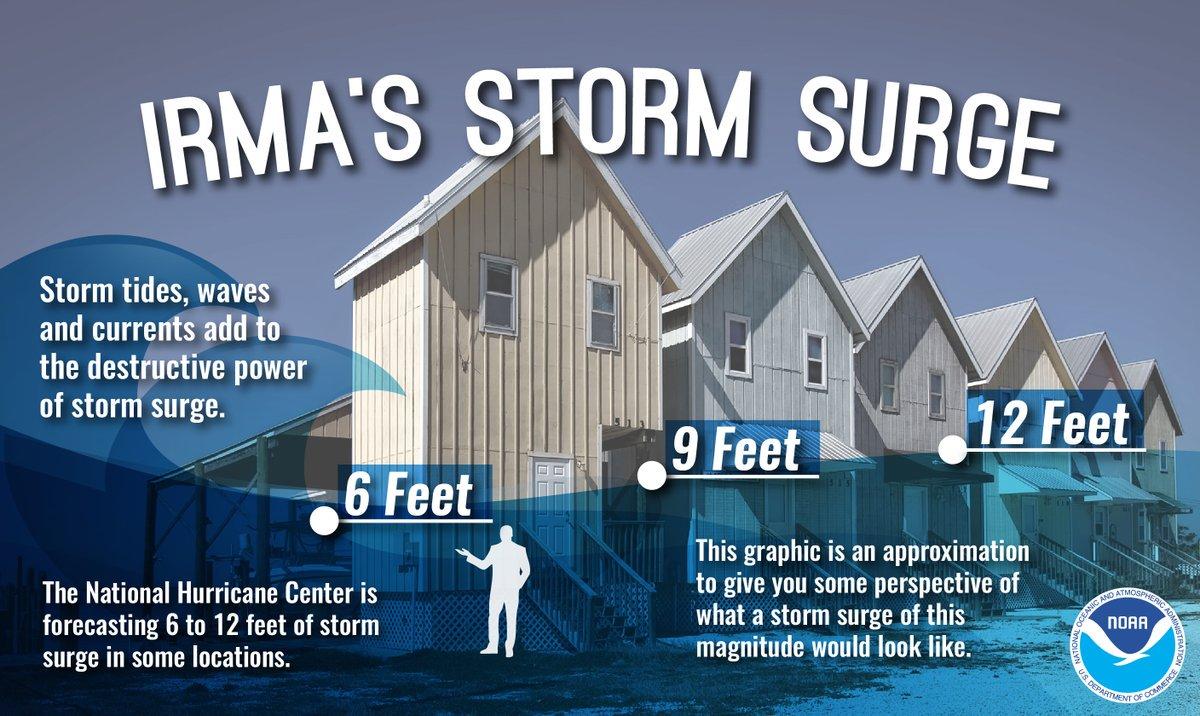 IRMA'S STORM SURGE
Storm tides, waves
and currents add to
the destructive power
of storm surge.
6 Feet
9 Feet
12 Feet
The National Hurricane Center is
forecasting 6 to 12 feet of storm
surge in some locations.
This graphic is an approximation
to give you some perspective of
what a storm surge of this
magnitude would look like.
NATIONAL OCEANIC AND ATMOSPHERIC ADMINISTRATION
NOAA
U.S. DEPARTMENT OF COMMERCE